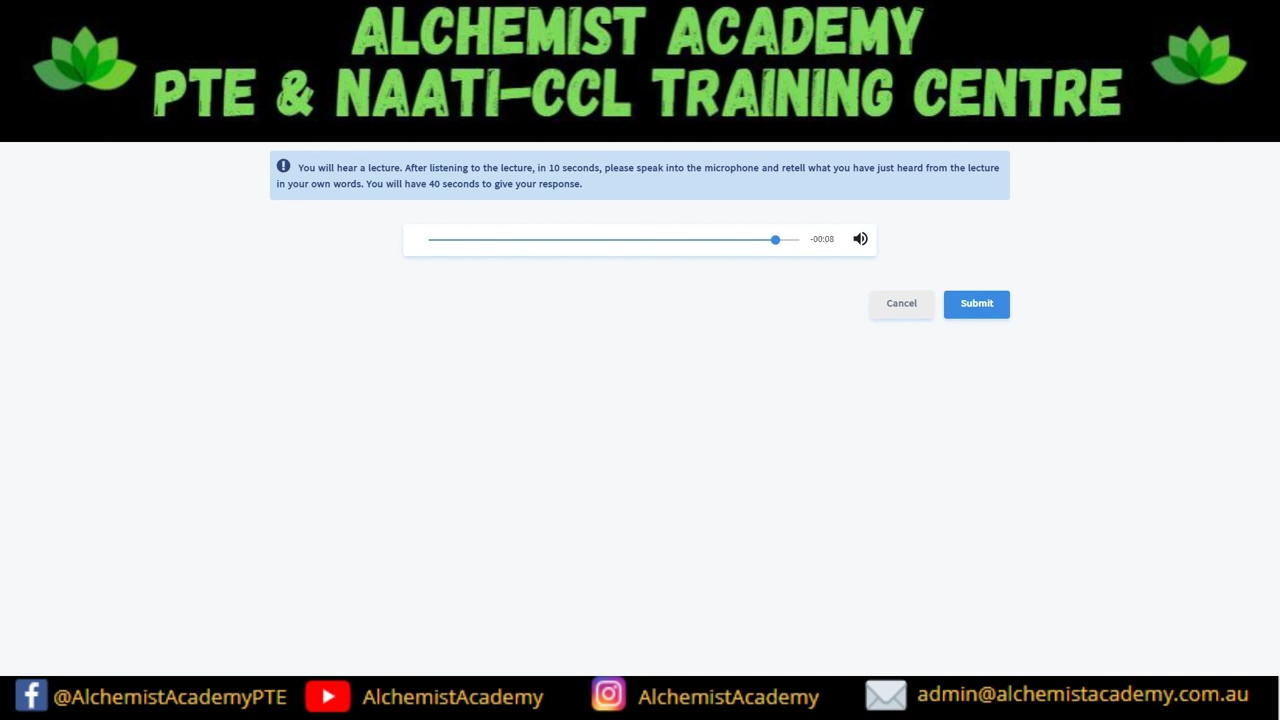 ALCHEMIST ACADEMY
PTE & NAATI-CCL TRAINING CENTRE
You will hear a lecture. After listening to the lecture, in 10 seconds, please speak into the microphone and retell what you have just heard from the lecture
in your own words. You will have 40 seconds to give your response.
-00:08
Cancel Submit
@AlchemistAcademyPTE AlchemistAcademy AlchemistAcademy admin@alchemistacademy.com.au